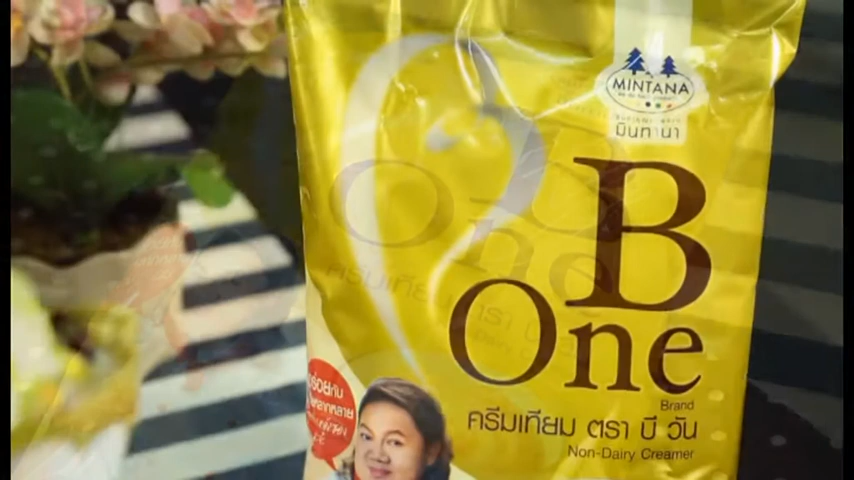 MINTANA
มินทานา
B
One
Brand
ครีมเทียม ตรา บี วัน
Non-Dairy Creamer